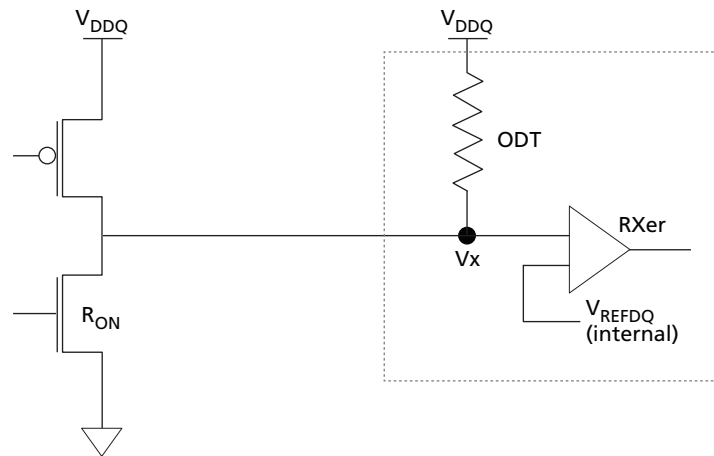 VDDQ
VDDQ
ODT
RXer
Vx
RON
VREFDQ
(internal)